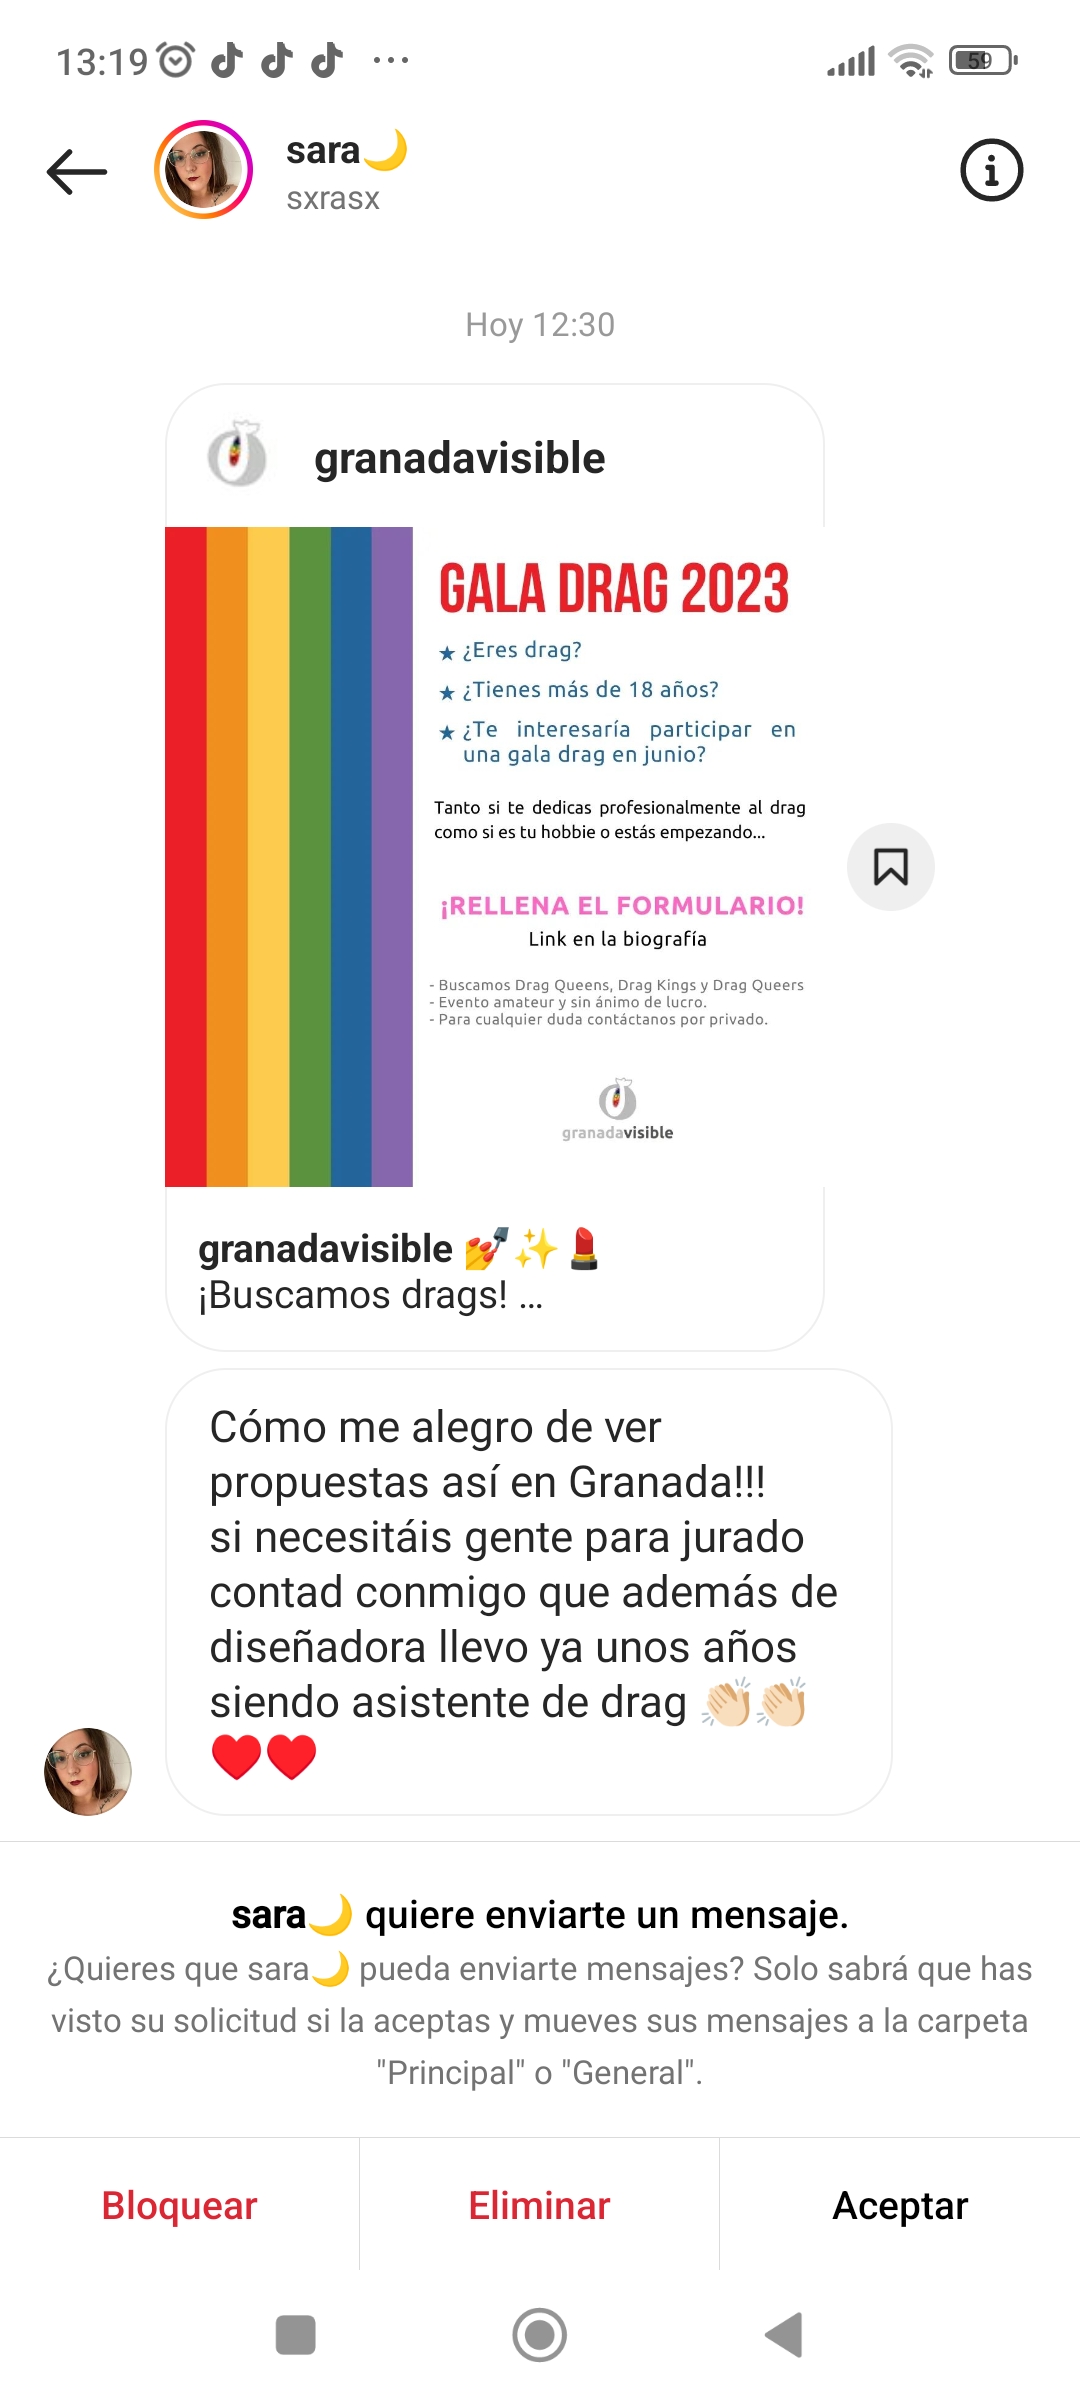 13:19
59
sara🌙
sxrasx
Hoy 12:30
granadavisible
GALA DRAG 2023
★ ¿Eres drag?
★ ¿Tienes más de 18 años?
★ ¿Te interesaría participar en
una gala drag en junio?
Tanto si te dedicas profesionalmente al drag
como si es tu hobbie o estás empezando...
¡RELLENA EL FORMULARIO!
Link en la biografía
- Buscamos Drag Queens, Drag Kings y Drag Queers
- Evento amateur y sin ánimo de lucro.
- Para cualquier duda contáctanos por privado.
granadavisible
granadavisible 💅✨💄
¡Buscamos drags! ...
Cómo me alegro de ver
propuestas así en Granada!!!
si necesitáis gente para jurado
contad conmigo que además de
diseñadora llevo ya unos años
siendo asistente de drag 👏🏻👏🏻
❤️❤️
sara🌙 quiere enviarte un mensaje.
¿Quieres que sara🌙 pueda enviarte mensajes? Solo sabrá que has
visto su solicitud si la aceptas y mueves sus mensajes a la carpeta
"Principal" o "General".
Bloquear
Eliminar
Aceptar